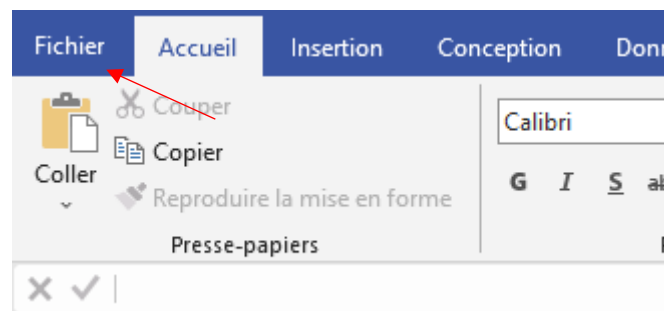 Fichier Accueil Insertion Conception
Couper
Calibri
Copier
Coller
G I S
Reproduire la mise en forme
Presse-papiers